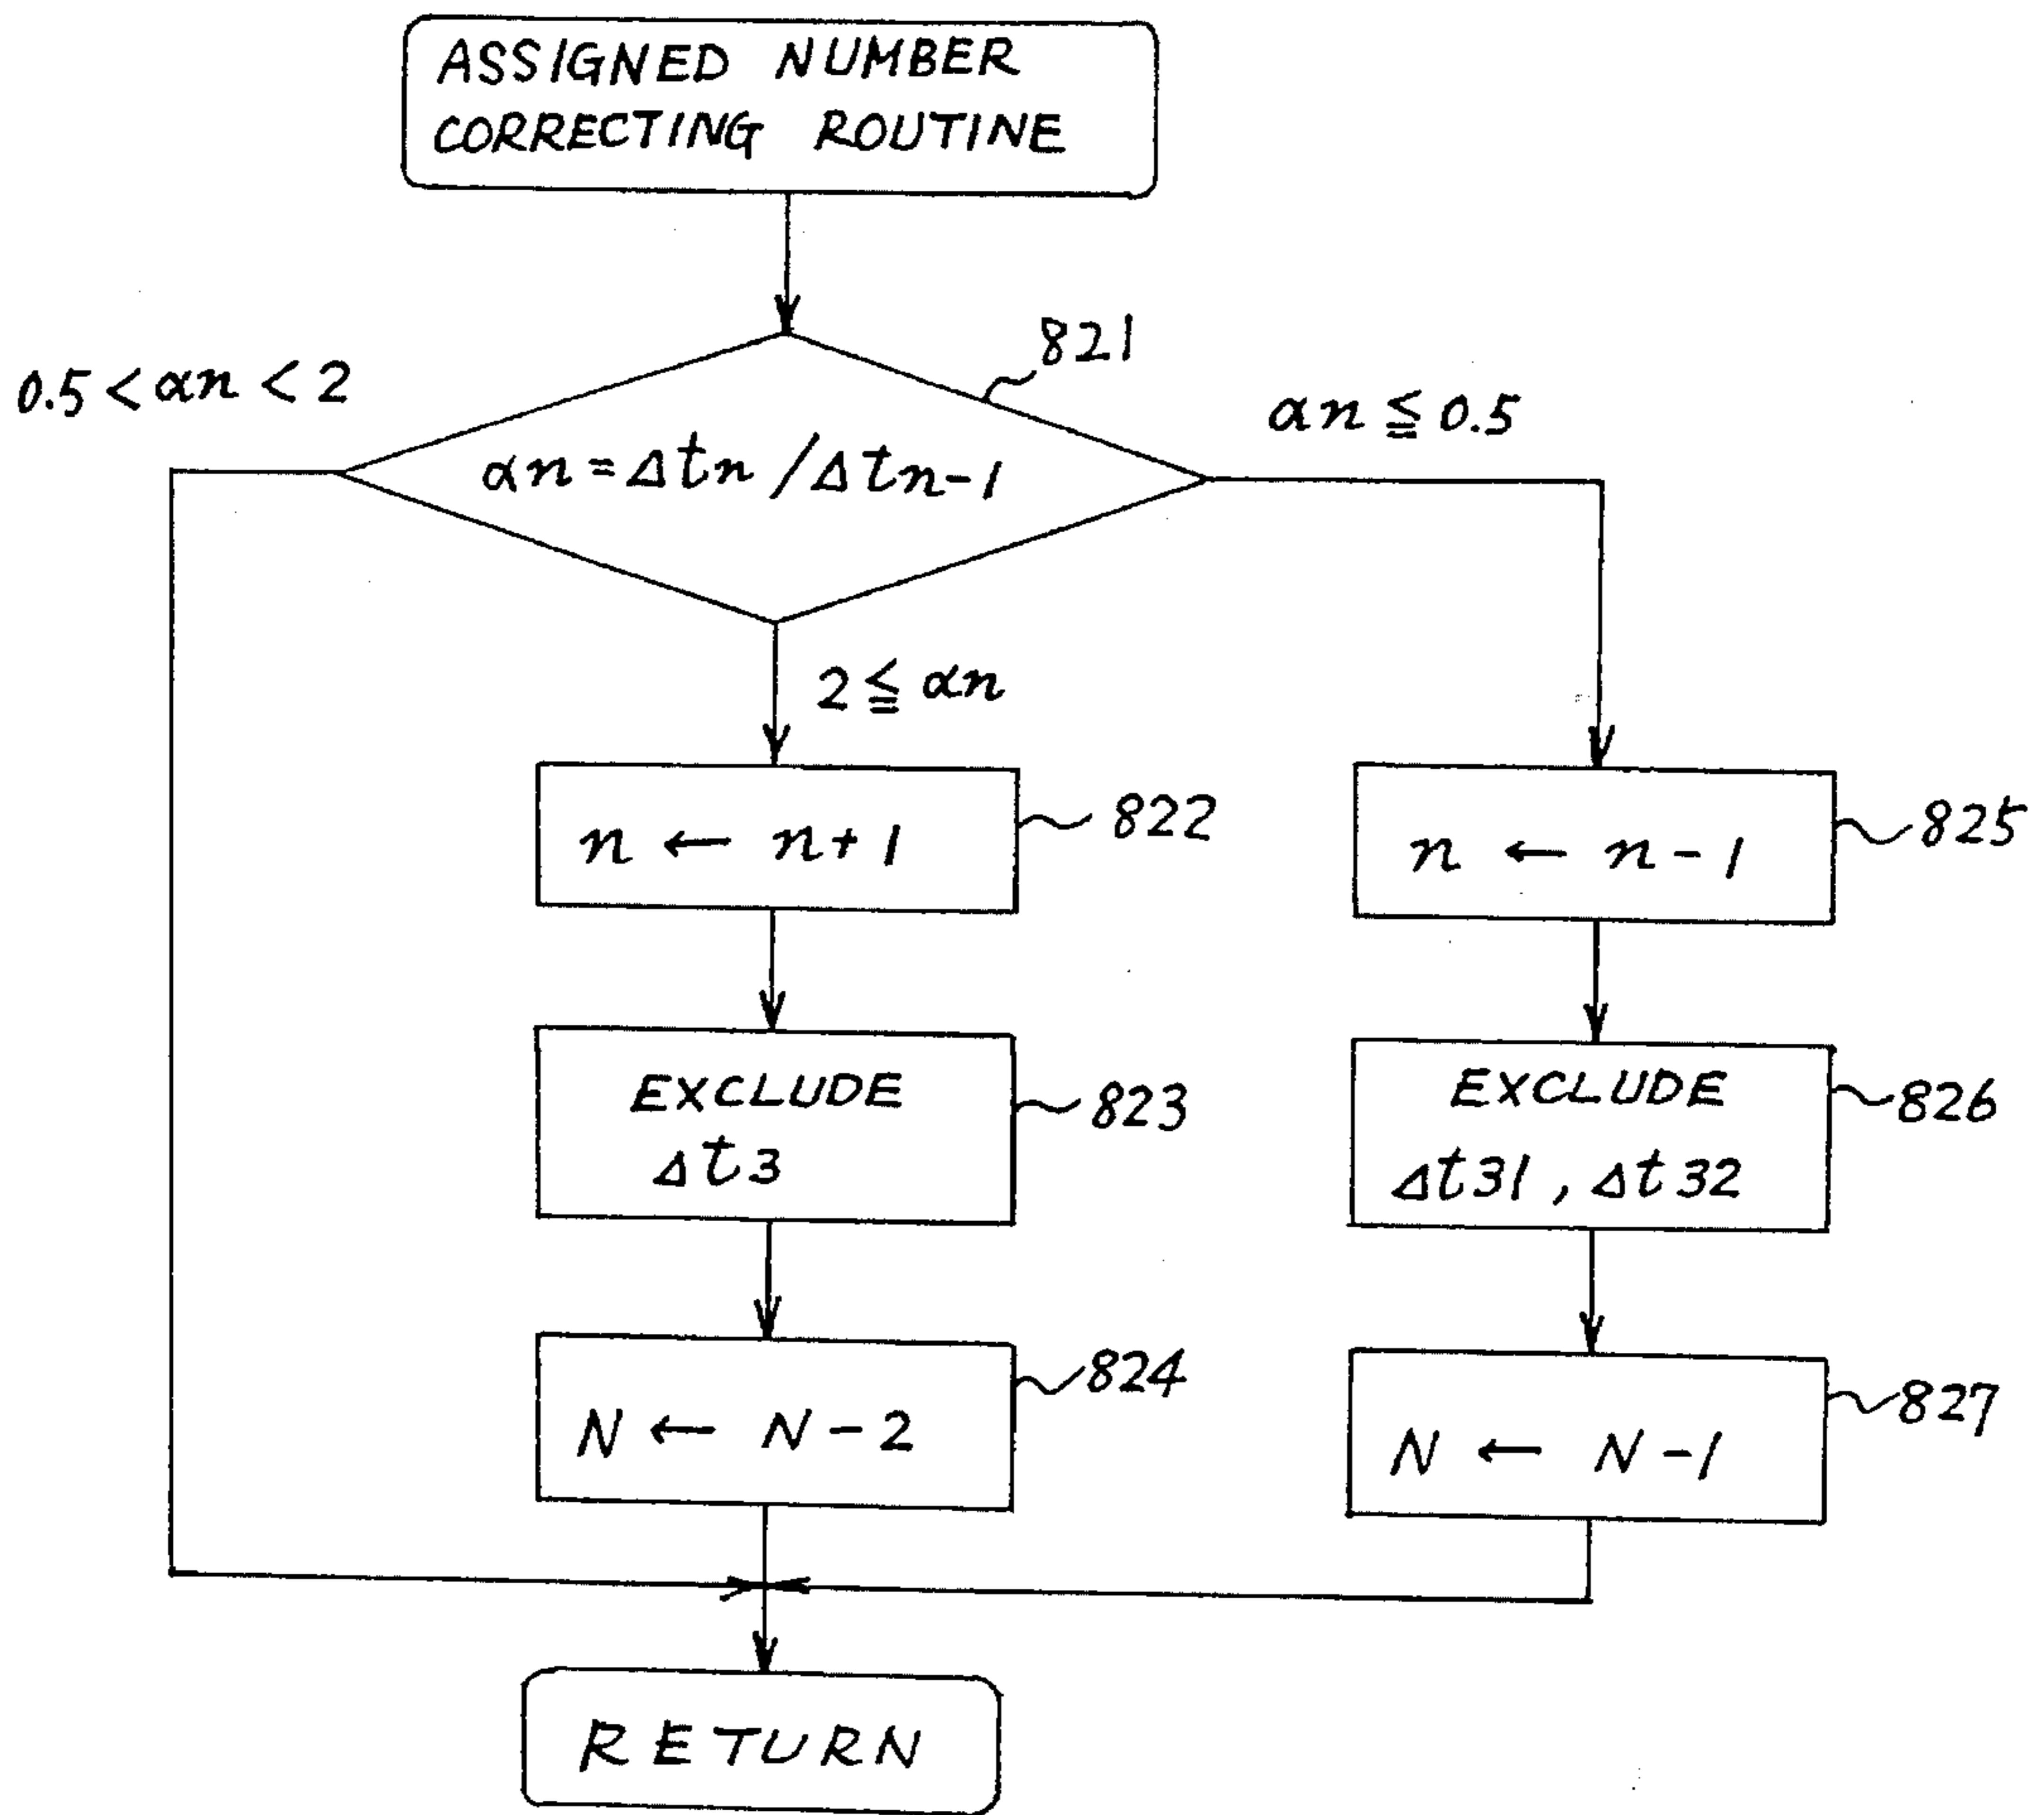 ASSIGNED NUMBER
CORRECTING ROUTINE
821
0.5 < αn < 2
αn ≦ 0.5
αn = Δtn / Δtn-1
2 ≦ αn
n ← n+1
822
n ← n-1
825
EXCLUDE
Δt3
823
EXCLUDE
Δt31, Δt32
826
N ← N-2
824
N ← N-1
827
RETURN